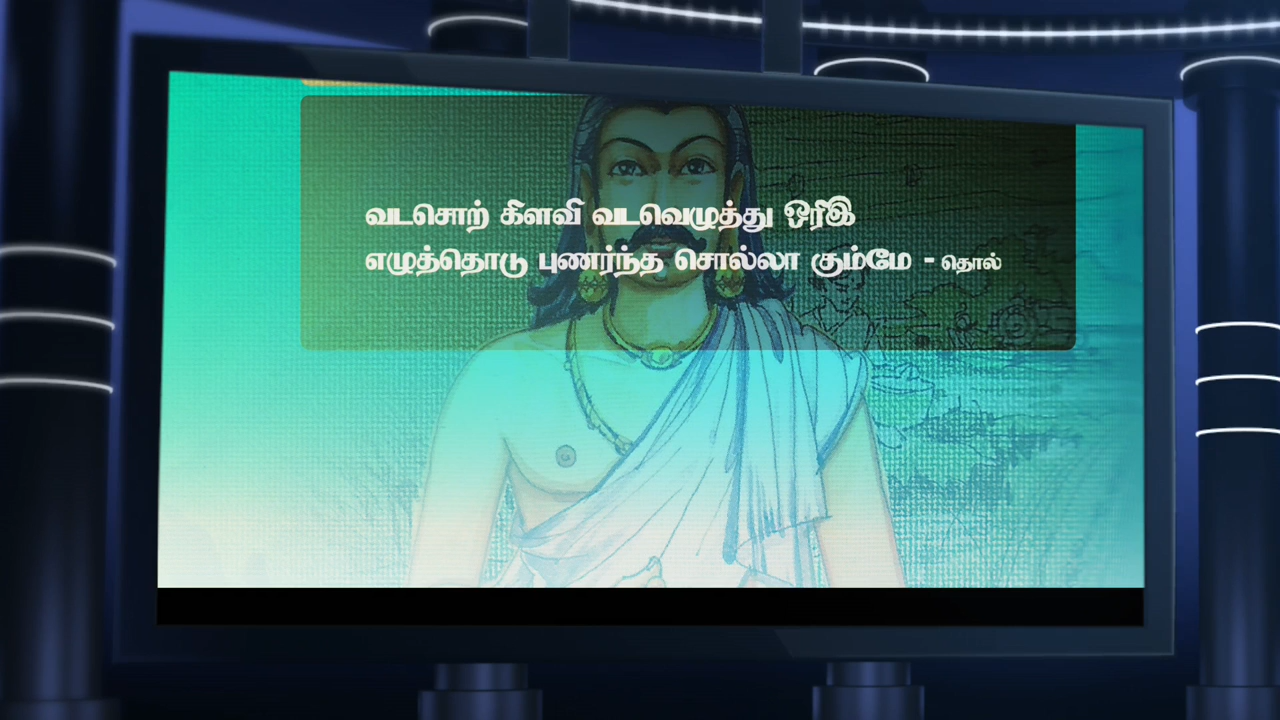 வடசொற் கிளவி வடவெழுத்து ஒரீஇ
எழுத்தொடு புணர்ந்த சொல்லா கும்மே - தொல்